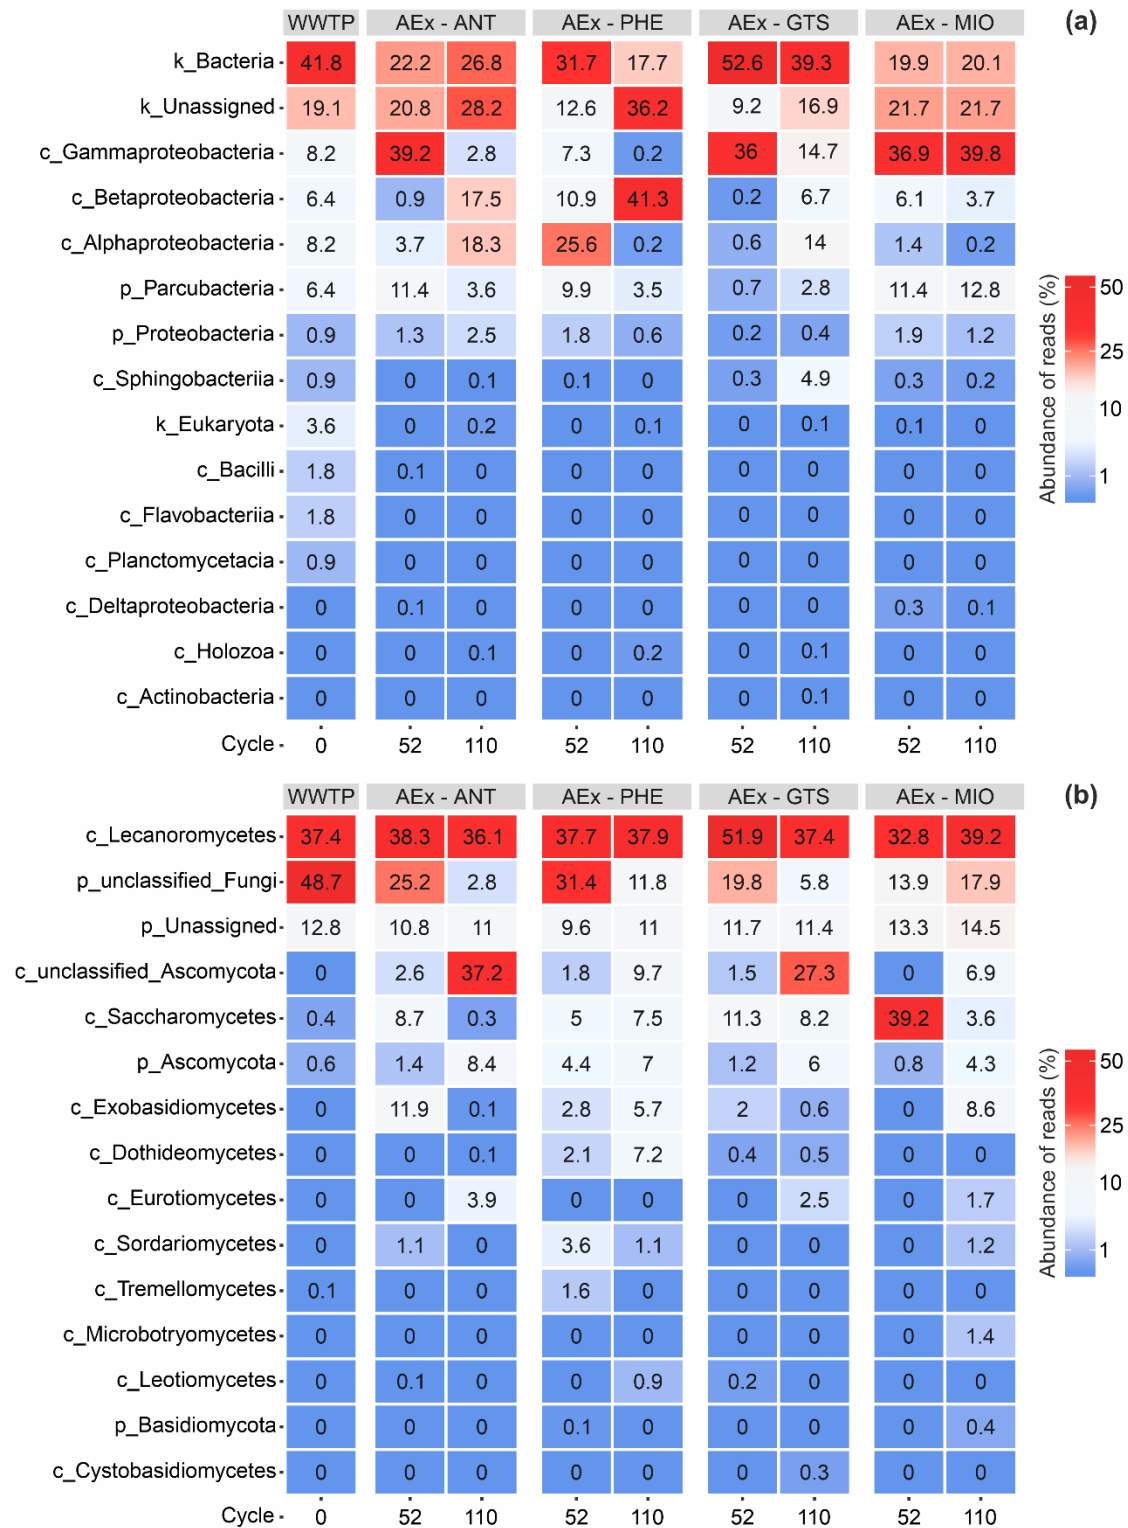 WWTP AEx - ANT AEx - PHE AEx - GTS AEx - MIO (a)
k_Bacteria 41.8 22.2 26.8 31.7 17.7 52.6 39.3 19.9 20.1
k_Unassigned 19.1 20.8 28.2 12.6 36.2 9.2 16.9 21.7 21.7
c_Gammaproteobacteria 8.2 39.2 2.8 7.3 0.2 36 14.7 36.9 39.8
c_Betaproteobacteria 6.4 0.9 17.5 10.9 41.3 0.2 6.7 6.1 3.7
c_Alphaproteobacteria 8.2 3.7 18.3 25.6 0.2 0.6 14 1.4 0.2
p_Parcubacteria 6.4 11.4 3.6 9.9 3.5 0.7 2.8 11.4 12.8
p_Proteobacteria 0.9 1.3 2.5 1.8 0.6 0.2 0.4 1.9 1.2
c_Sphingobacteriia 0.9 0 0.1 0.1 0 0.3 4.9 0.3 0.2
k_Eukaryota 3.6 0 0.2 0 0.1 0 0.1 0.1 0
c_Bacilli 1.8 0.1 0 0 0 0 0 0 0
c_Flavobacteriia 1.8 0 0 0 0 0 0 0 0
c_Planctomycetacia 0.9 0 0 0 0 0 0 0 0
c_Deltaproteobacteria 0 0.1 0 0 0 0 0 0.3 0.1
c_Holozoa 0 0 0.1 0 0.2 0 0.1 0 0
c_Actinobacteria 0 0 0 0 0 0 0.1 0 0
Cycle 0 52 110 52 110 52 110 52 110
Abundance of reads (%)
50
25
10
1
WWTP AEx - ANT AEx - PHE AEx - GTS AEx - MIO (b)
c_Lecanoromycetes 37.4 38.3 36.1 37.7 37.9 51.9 37.4 32.8 39.2
p_unclassified_Fungi 48.7 25.2 2.8 31.4 11.8 19.8 5.8 13.9 17.9
p_Unassigned 12.8 10.8 11 9.6 11 11.7 11.4 13.3 14.5
c_unclassified_Ascomycota 0 2.6 37.2 1.8 9.7 1.5 27.3 0 6.9
c_Saccharomycetes 0.4 8.7 0.3 5 7.5 11.3 8.2 39.2 3.6
p_Ascomycota 0.6 1.4 8.4 4.4 7 1.2 6 0.8 4.3
c_Exobasidiomycetes 0 11.9 0.1 2.8 5.7 2 0.6 0 8.6
c_Dothideomycetes 0 0 0.1 2.1 7.2 0.4 0.5 0 0
c_Eurotiomycetes 0 0 3.9 0 0 0 2.5 0 1.7
c_Sordariomycetes 0 1.1 0 3.6 1.1 0 0 0 1.2
c_Tremellomycetes 0.1 0 0 1.6 0 0 0 0 0
c_Microbotryomycetes 0 0 0 0 0 0 0 0 1.4
c_Leotiomycetes 0 0.1 0 0 0.9 0.2 0 0 0
p_Basidiomycota 0 0 0 0.1 0 0 0 0 0.4
c_Cystobasidiomycetes 0 0 0 0 0 0 0.3 0 0
Cycle 0 52 110 52 110 52 110 52 110
Abundance of reads (%)
50
25
10
1